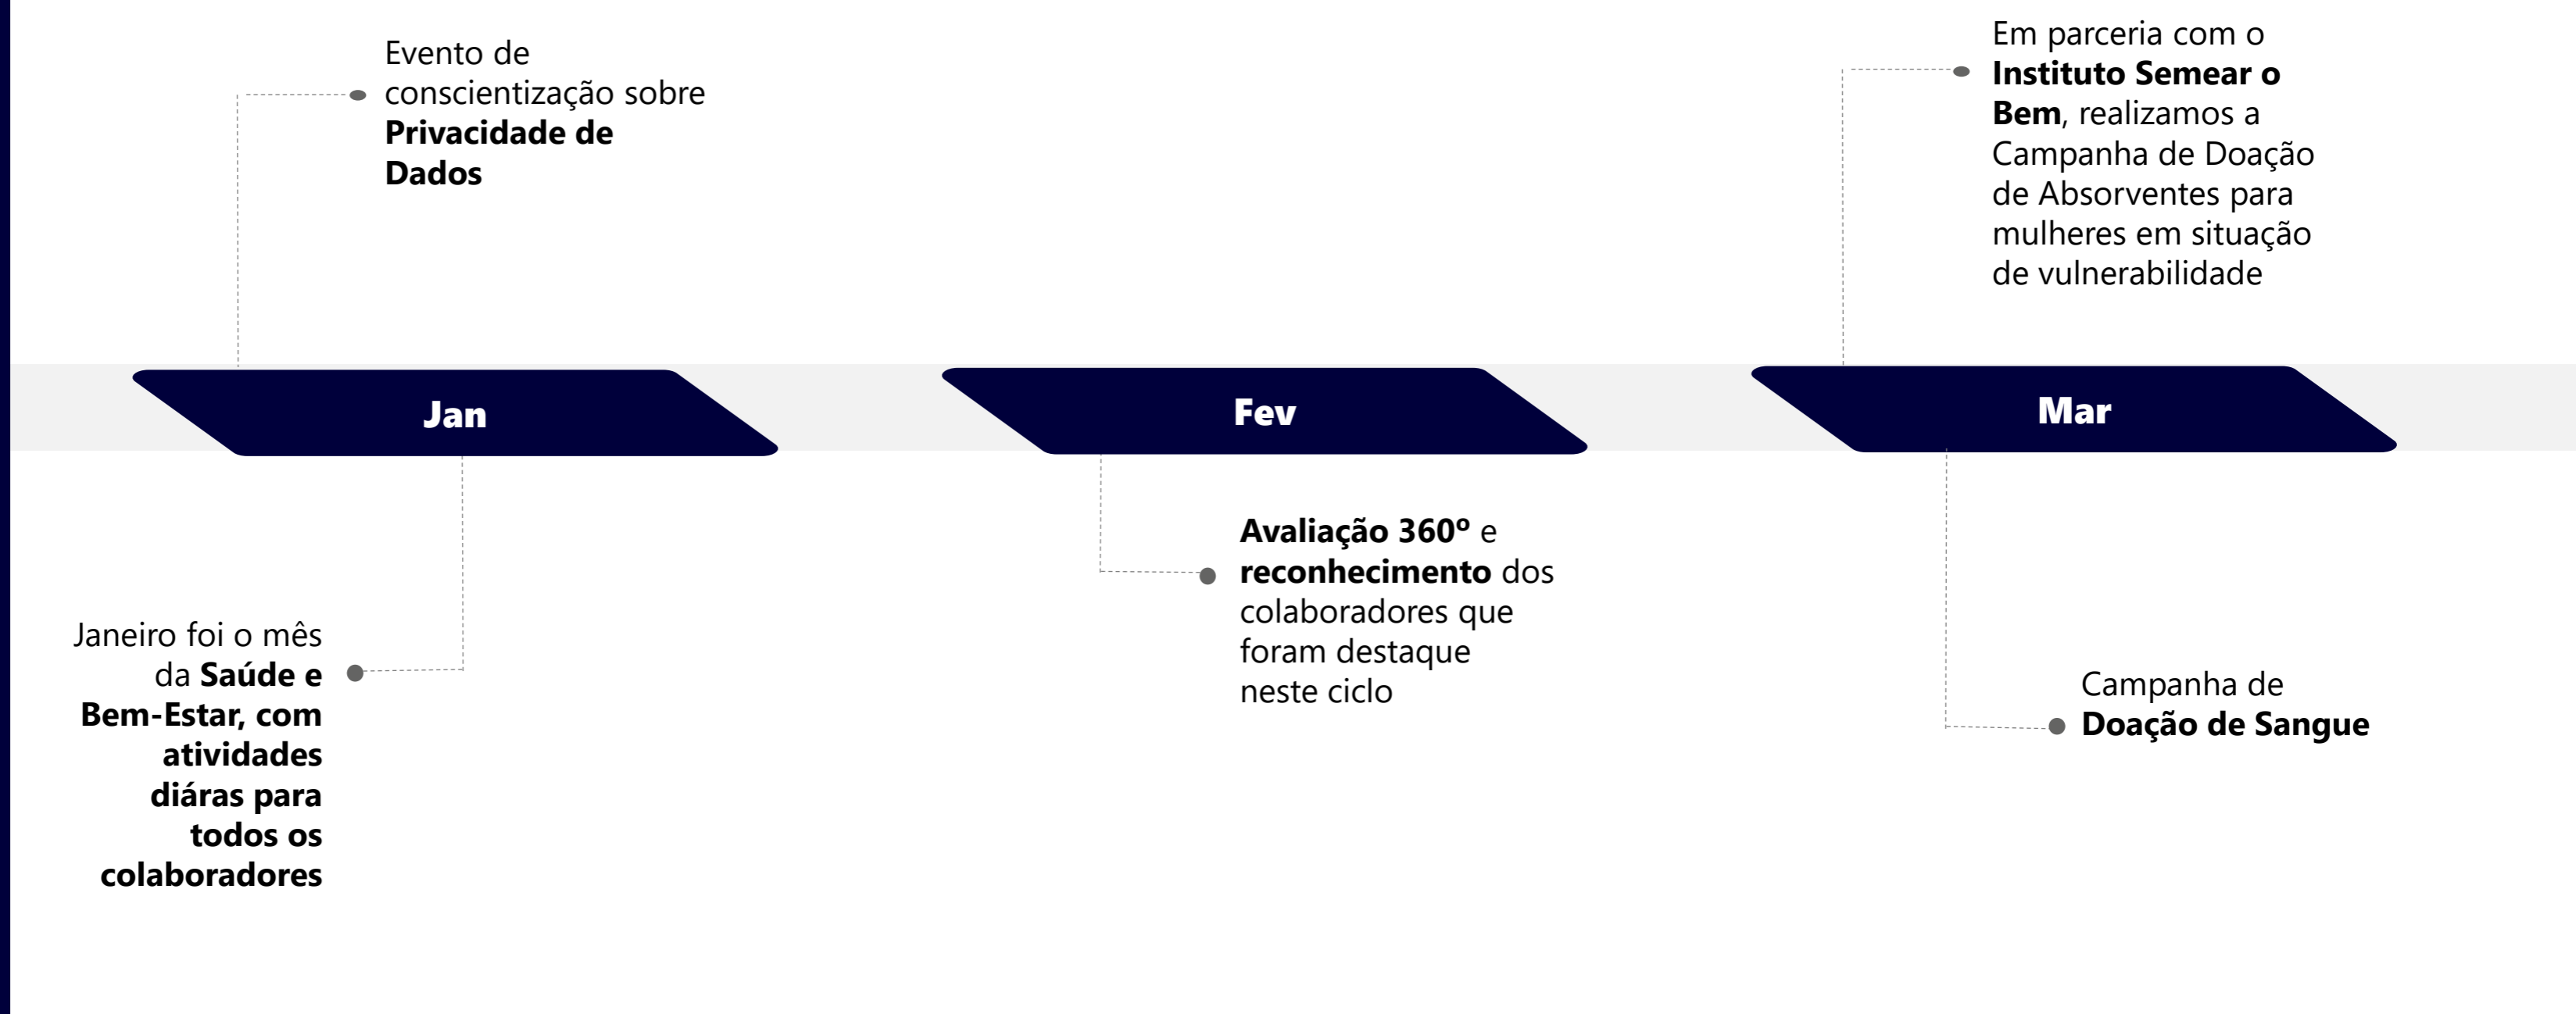 Evento de
conscientização sobre
Privacidade de
Dados
Em parceria com o
Instituto Semear o
Bem, realizamos a
Campanha de Doação
de Absorventes para
mulheres em situação
de vulnerabilidade
Jan
Fev
Mar
Janeiro foi o mês
da Saúde e
Bem-Estar, com
atividades
diáras para
todos os
colaboradores
Avaliação 360º e
reconhecimento dos
colaboradores que
foram destaque
neste ciclo
Campanha de
Doação de Sangue